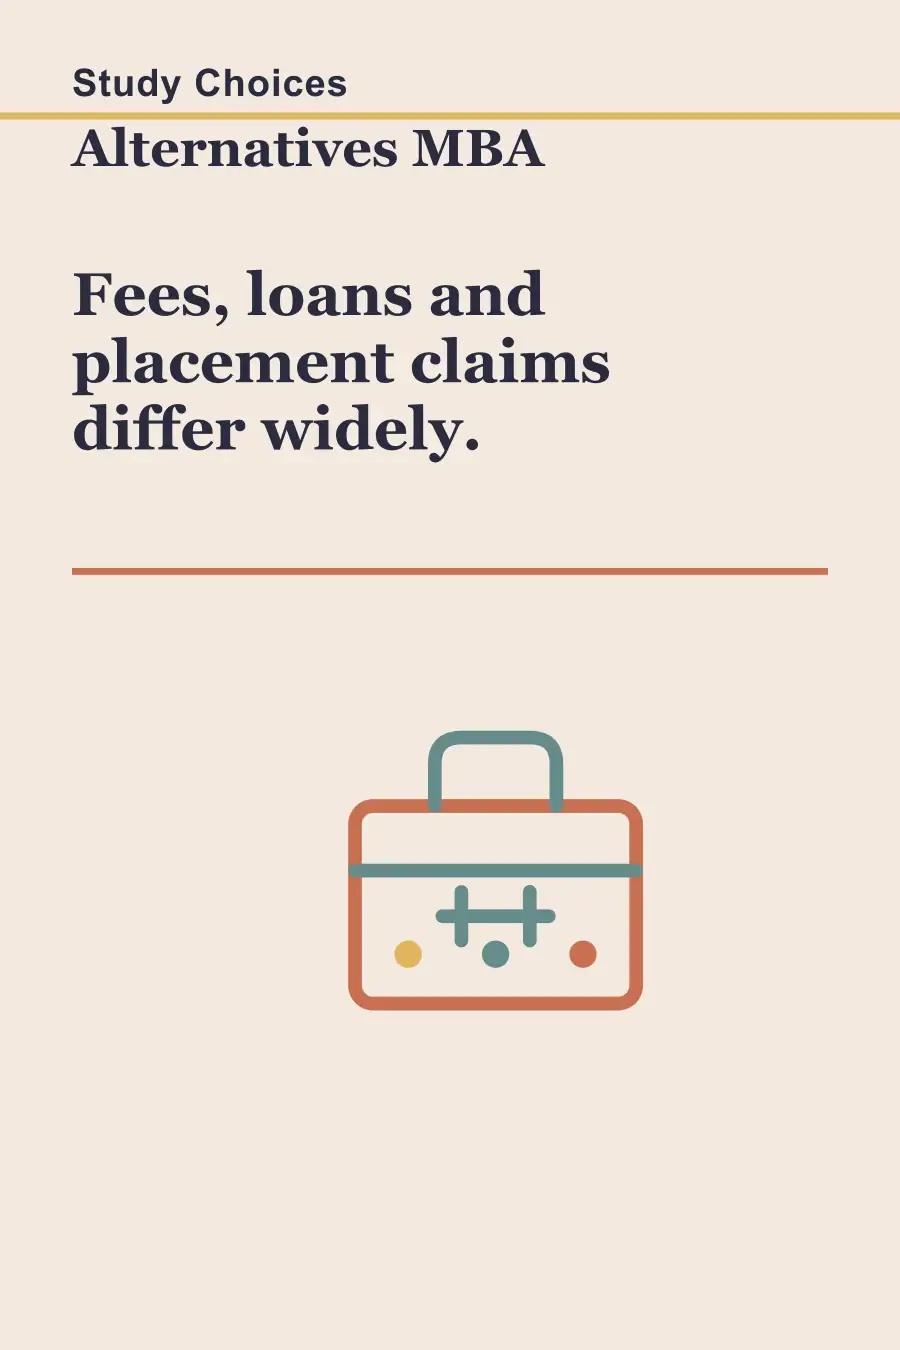 Study Choices
Alternatives MBA
Fees, loans and
placement claims
differ widely.